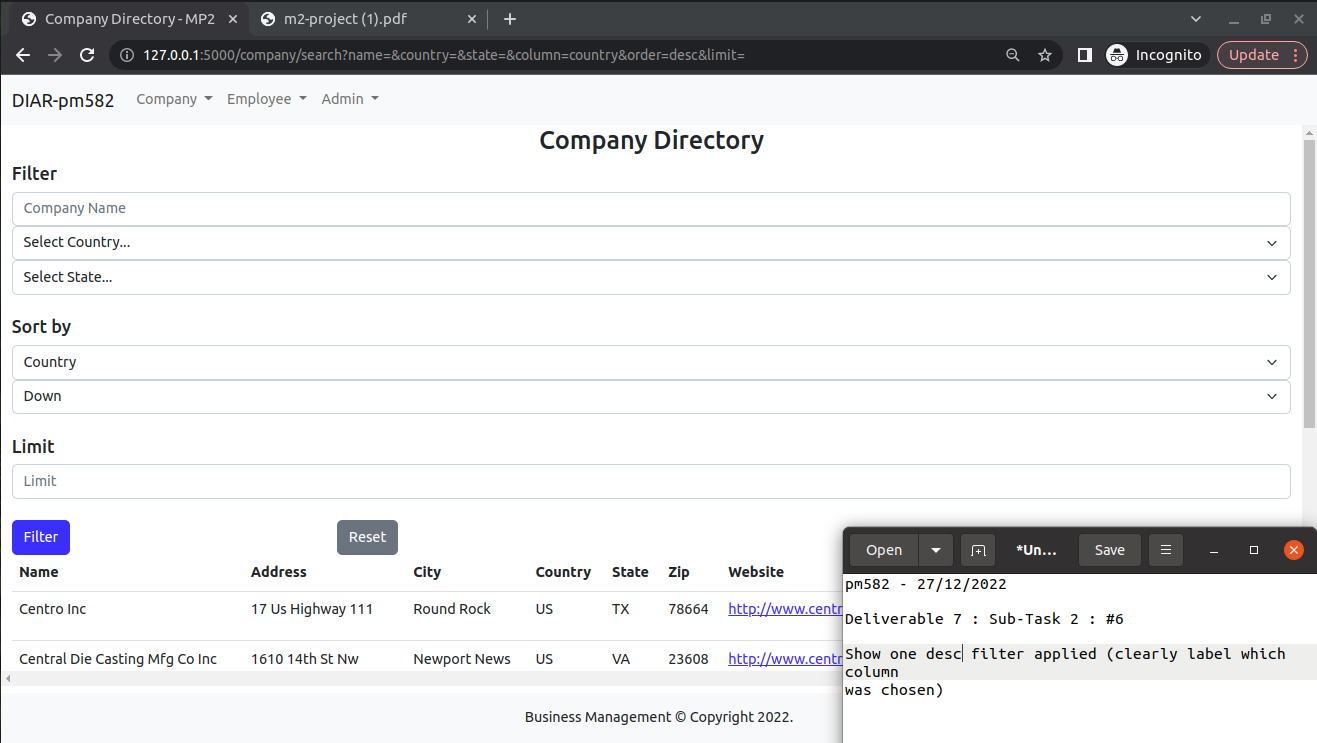 Company Directory - MP2
m2-project (1).pdf
127.0.0.1:5000/company/search?name=&country=&state=&column=country&order=desc&limit=
Incognito
Update
DIAR-pm582 Company Employee Admin
Company Directory
Filter
Company Name
Select Country...
Select State...
Sort by
Country
Down
Limit
Limit
Filter Reset
Name Address City Country State Zip Website
Centro Inc 17 Us Highway 111 Round Rock US TX 78664 http://www.centr
Central Die Casting Mfg Co Inc 1610 14th St Nw Newport News US VA 23608 http://www.centr
Business Management © Copyright 2022.
Open *Un... Save
pm582 - 27/12/2022
Deliverable 7 : Sub-Task 2 : #6
Show one desc filter applied (clearly label which
column
was chosen)